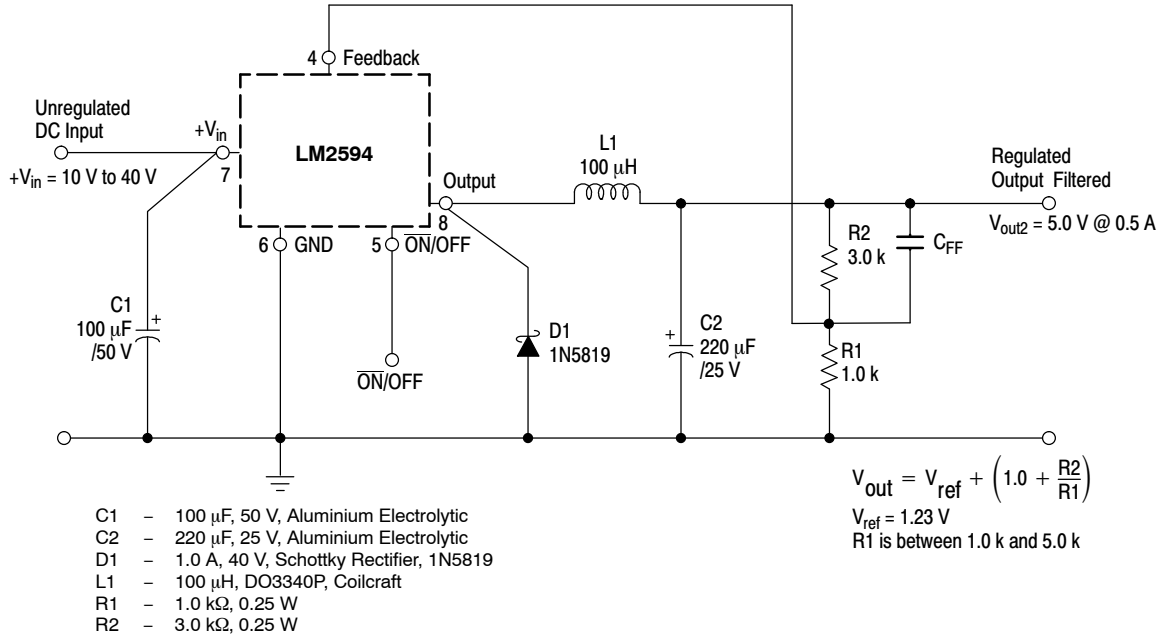 4 Feedback
Unregulated
DC Input
+Vin
LM2594
7
+Vin = 10 V to 40 V
Output
8
L1
100 μH
Regulated
Output Filtered
Vout2 = 5.0 V @ 0.5 A
6 GND
5 ON/OFF
R2
3.0 k
CFF
C1
100 μF
/50 V
+
ON/OFF
D1
1N5819
+
C2
220 μF
/25 V
R1
1.0 k
Vout = Vref + (1.0 + R2/R1)
Vref = 1.23 V
R1 is between 1.0 k and 5.0 k
C1 – 100 μF, 50 V, Aluminium Electrolytic
C2 – 220 μF, 25 V, Aluminium Electrolytic
D1 – 1.0 A, 40 V, Schottky Rectifier, 1N5819
L1 – 100 μH, DO3340P, Coilcraft
R1 – 1.0 kΩ, 0.25 W
R2 – 3.0 kΩ, 0.25 W